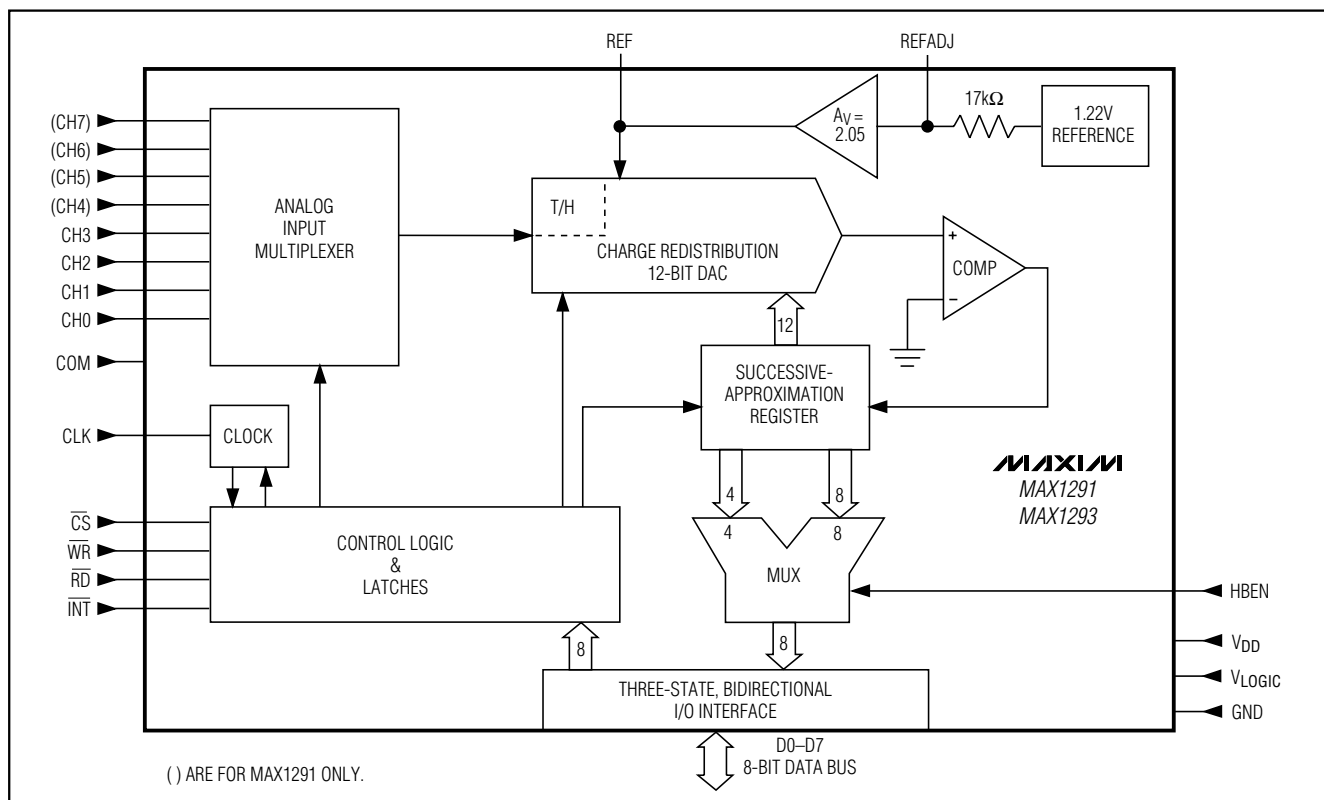 REF
REFADJ
(CH7)
(CH6)
(CH5)
(CH4)
CH3
CH2
CH1
CH0
COM
CLK
CS
WR
RD
INT
ANALOG
INPUT
MULTIPLEXER
AV =
2.05
17kΩ
1.22V
REFERENCE
T/H
CHARGE REDISTRIBUTION
12-BIT DAC
+
COMP
−
12
SUCCESSIVE-
APPROXIMATION
REGISTER
CLOCK
CONTROL LOGIC
&
LATCHES
4
8
4
8
MUX
MAXIM
MAX1291
MAX1293
HBEN
VDD
VLOGIC
GND
8
8
THREE-STATE, BIDIRECTIONAL
I/O INTERFACE
D0–D7
8-BIT DATA BUS
( ) ARE FOR MAX1291 ONLY.